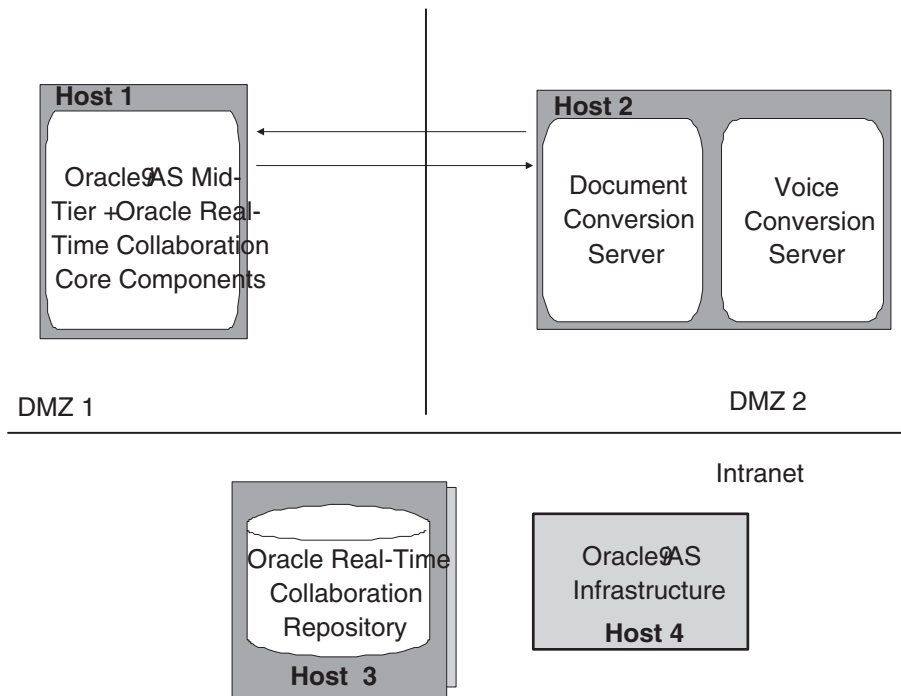 Host 1
Oracle9iAS Mid-
Tier +Oracle Real-
Time Collaboration
Core Components
Host 2
Document
Conversion
Server
Voice
Conversion
Server
DMZ 1
DMZ 2
Intranet
Oracle Real-Time
Collaboration
Repository
Host 3
Oracle9iAS
Infrastructure
Host 4